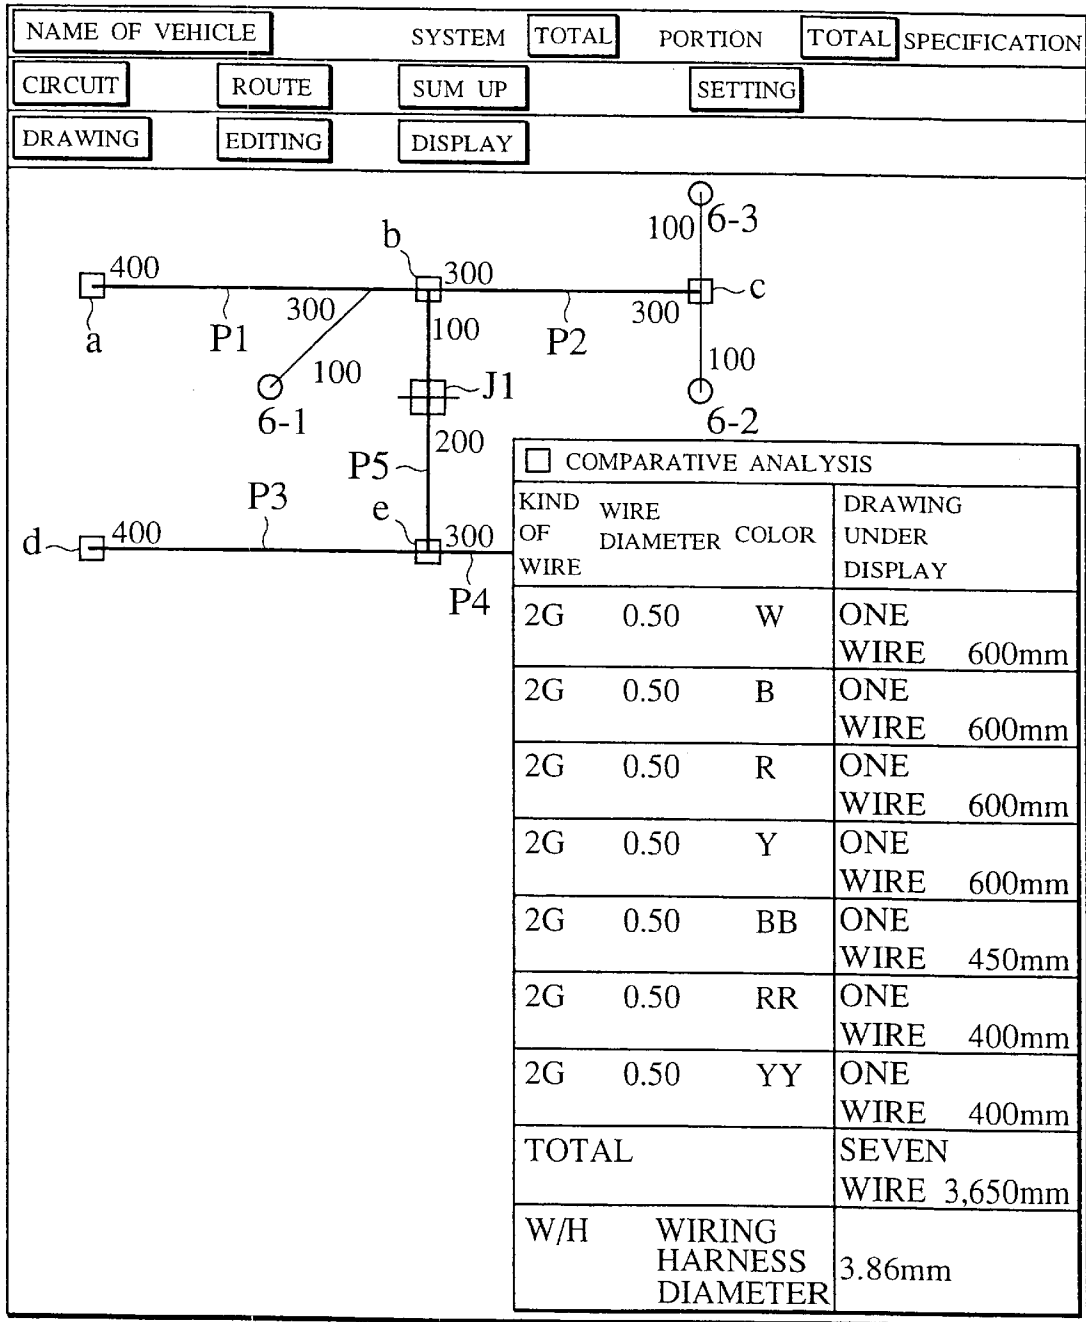 NAME OF VEHICLE SYSTEM TOTAL PORTION TOTAL SPECIFICATION
CIRCUIT ROUTE SUM UP SETTING
DRAWING EDITING DISPLAY
6-3
100
b
400 300
c
300 300
a P1 100 P2
100 100
J1
6-1 6-2
200
P5
P3 e
d 400 300
P4
COMPARATIVE ANALYSIS
KIND OF WIRE
WIRE DIAMETER
COLOR
DRAWING UNDER DISPLAY
2G 0.50 W ONE
WIRE 600mm
2G 0.50 B ONE
WIRE 600mm
2G 0.50 R ONE
WIRE 600mm
2G 0.50 Y ONE
WIRE 600mm
2G 0.50 BB ONE
WIRE 450mm
2G 0.50 RR ONE
WIRE 400mm
2G 0.50 YY ONE
WIRE 400mm
TOTAL SEVEN
WIRE 3,650mm
W/H WIRING
HARNESS 3.86mm
DIAMETER